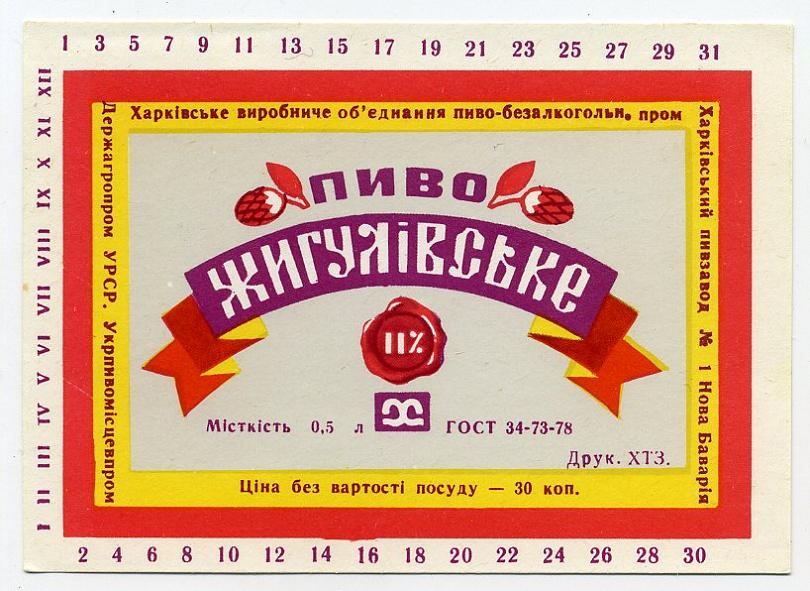 1 3 5 7 9 11 13 15 17 19 21 23 25 27 29 31
I II III IV V VI VII VIII IX X XI XII
Держагропром УРСР. Укрпивомісцевпром
Харківське виробниче об'єднання пиво-безалкогольн. пром
Харківський пивзавод № 1 Нова Баварія
ПИВО
ЖИГУЛІВСЬКЕ
11%
Місткість 0,5 л ГОСТ 34-73-78
Друк. ХТЗ.
Ціна без вартості посуду — 30 коп.
2 4 6 8 10 12 14 16 18 20 22 24 26 28 30